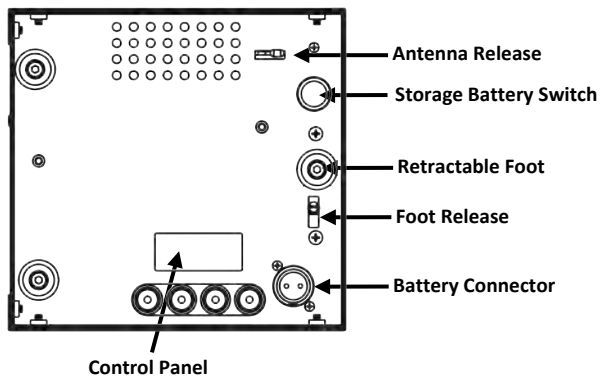 Antenna Release
Storage Battery Switch
Retractable Foot
Foot Release
Battery Connector
Control Panel